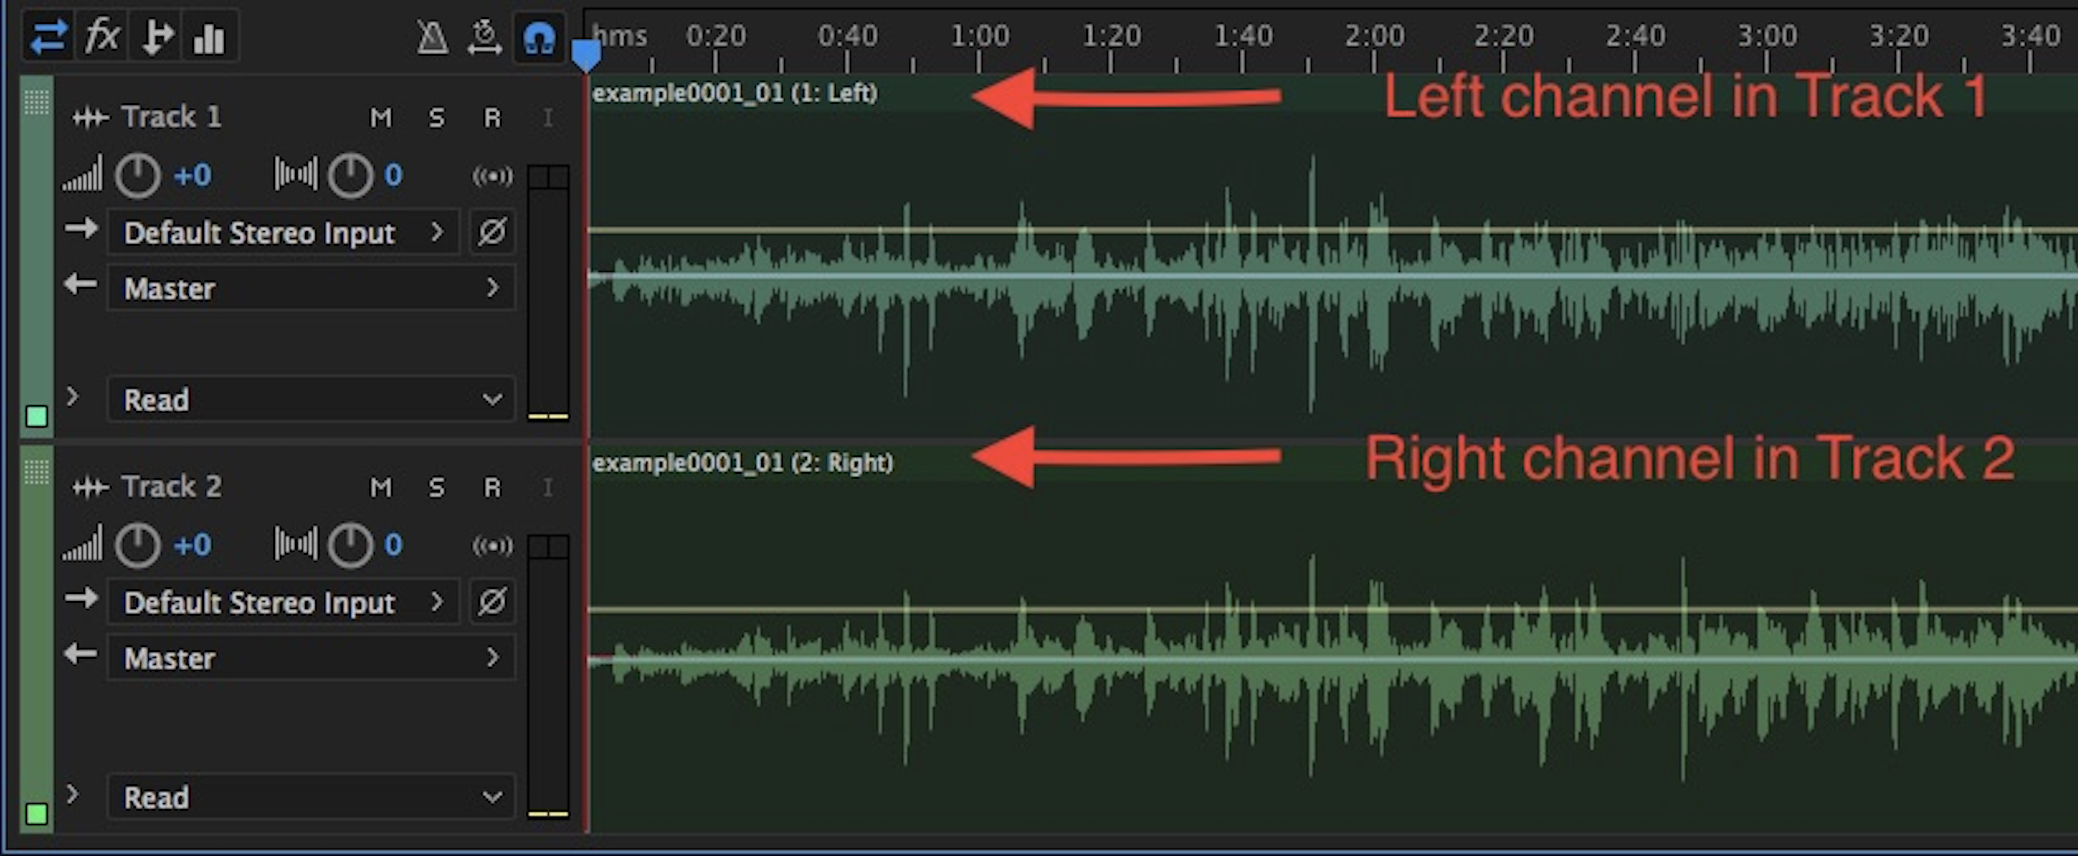 fx
hms 0:20 0:40 1:00 1:20 1:40 2:00 2:20 2:40 3:00 3:20 3:40
example0001_01 (1: Left)
Left channel in Track 1
Track 1 M S R I
+0 0
Default Stereo Input
Master
Read
example0001_01 (2: Right)
Right channel in Track 2
Track 2 M S R I
+0 0
Default Stereo Input
Master
Read